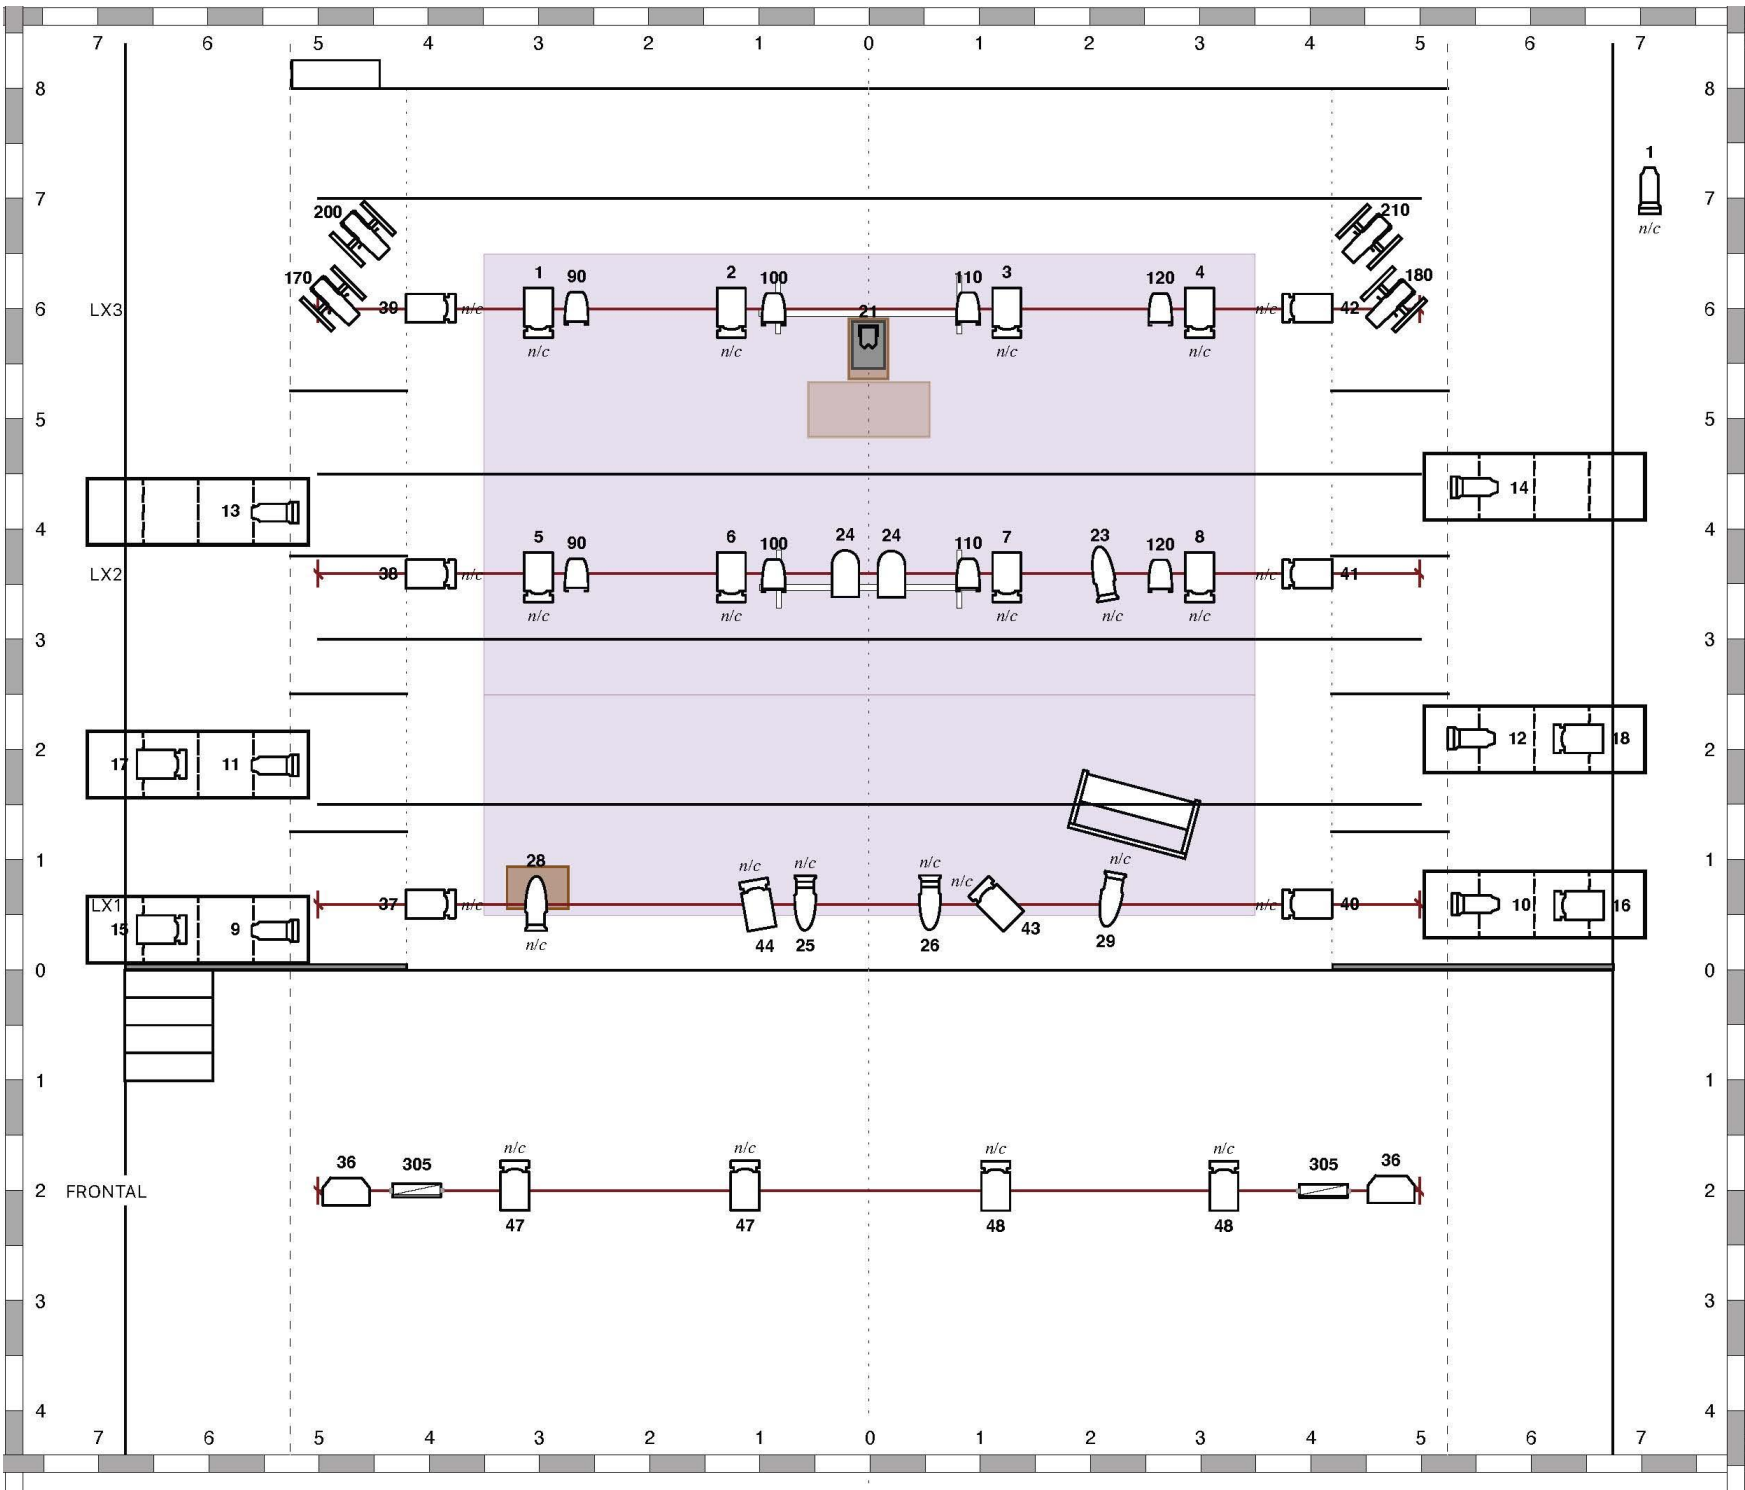 7 6 5 4 3 2 1 0 1 2 3 4 5 6 7
8 8
1
7 7
200 210
n/c
170 1 90 2 100 110 3 120 4 180
LX3 6 39 n/c n/c 42 6
21
n/c n/c n/c n/c
5 5
13 14
4 4
5 90 6 100 24 24 110 7 23 120 8
LX2 38 n/c n/c 41
n/c n/c n/c n/c n/c
3 3
17 2 11 12 18 2
1 28 n/c n/c n/c n/c n/c 1
LX1 37 n/c n/c 40
15 9 10 16
n/c 44 25 26 43 29
0 0
1 1
n/c n/c n/c n/c
36 305 305 36
FRONTAL 2 2
47 47 48 48
3 3
4 4
7 6 5 4 3 2 1 0 1 2 3 4 5 6 7